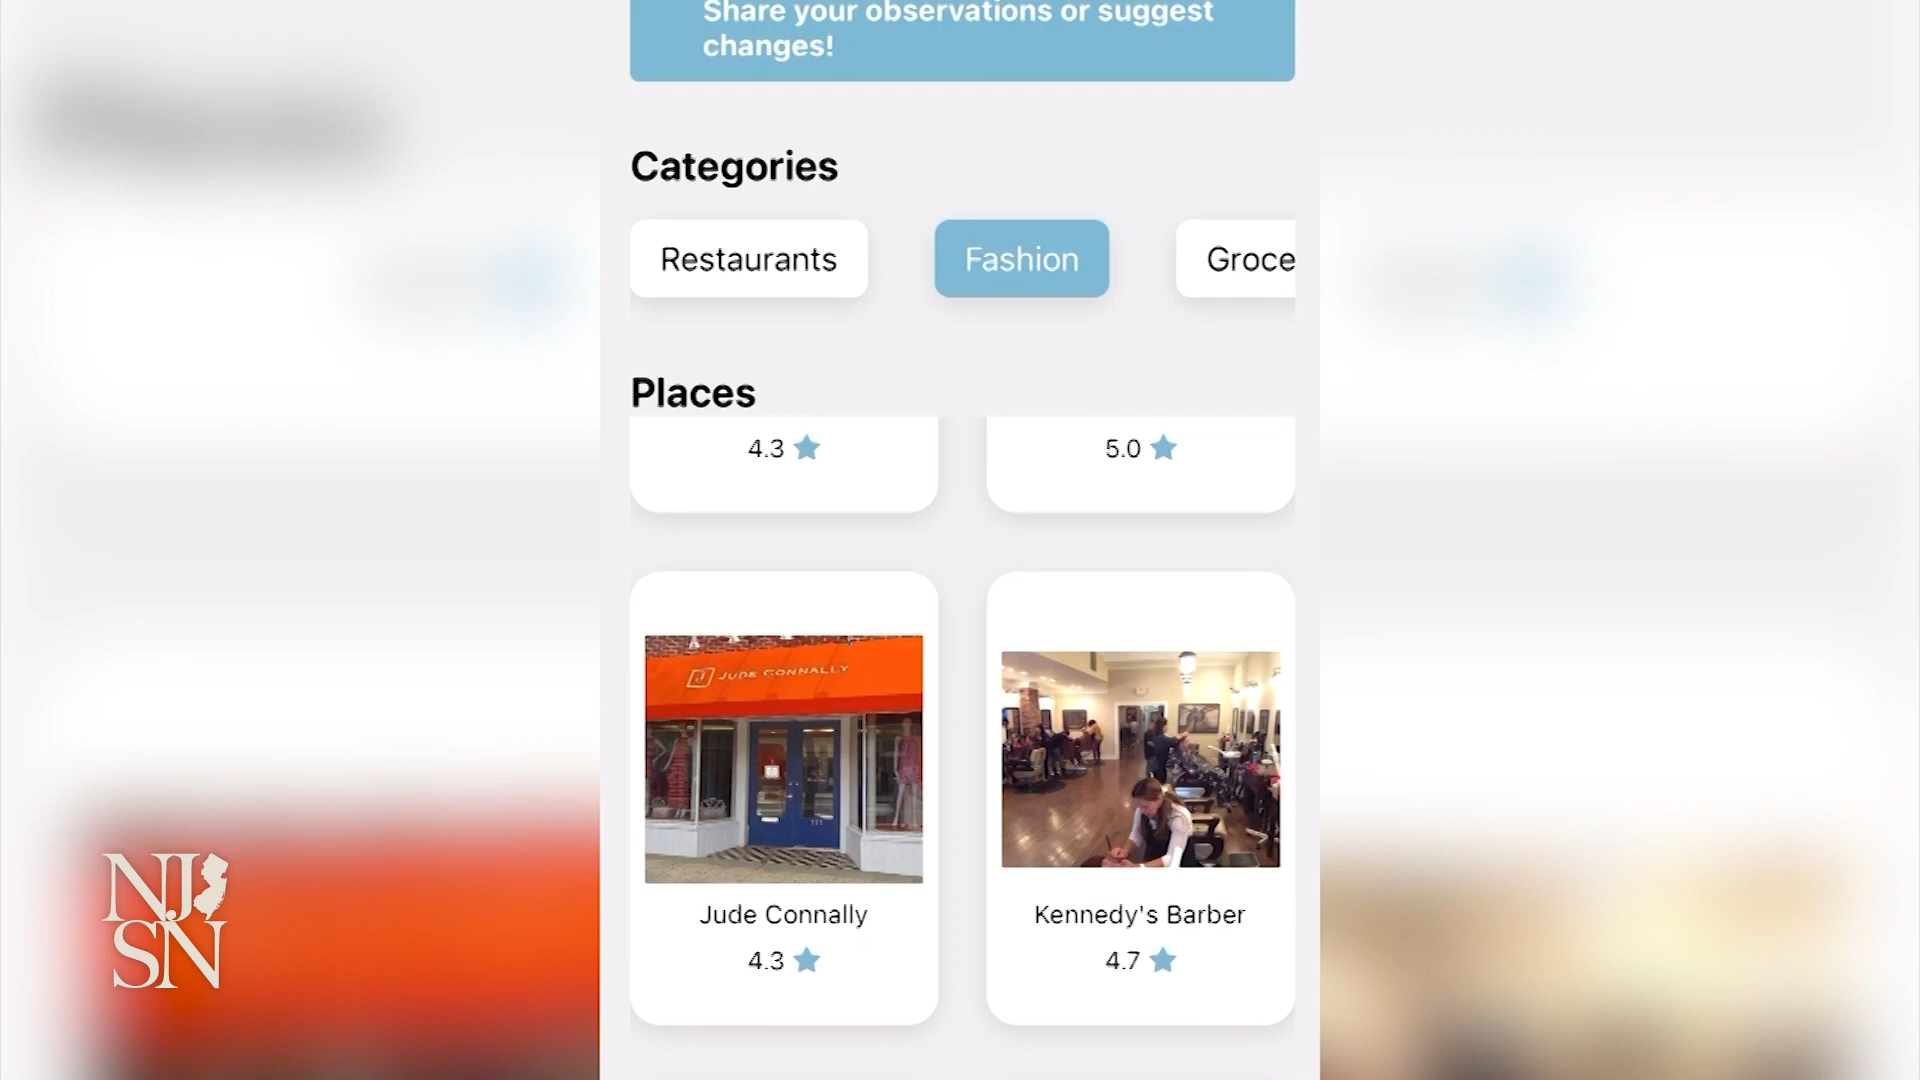 Share your observations or suggest
changes!
Categories
Restaurants
Fashion
Groce
Places
4.3
5.0
JUDE CONNALLY
111
Jude Connally
Kennedy's Barber
4.3
4.7
NJ
SN